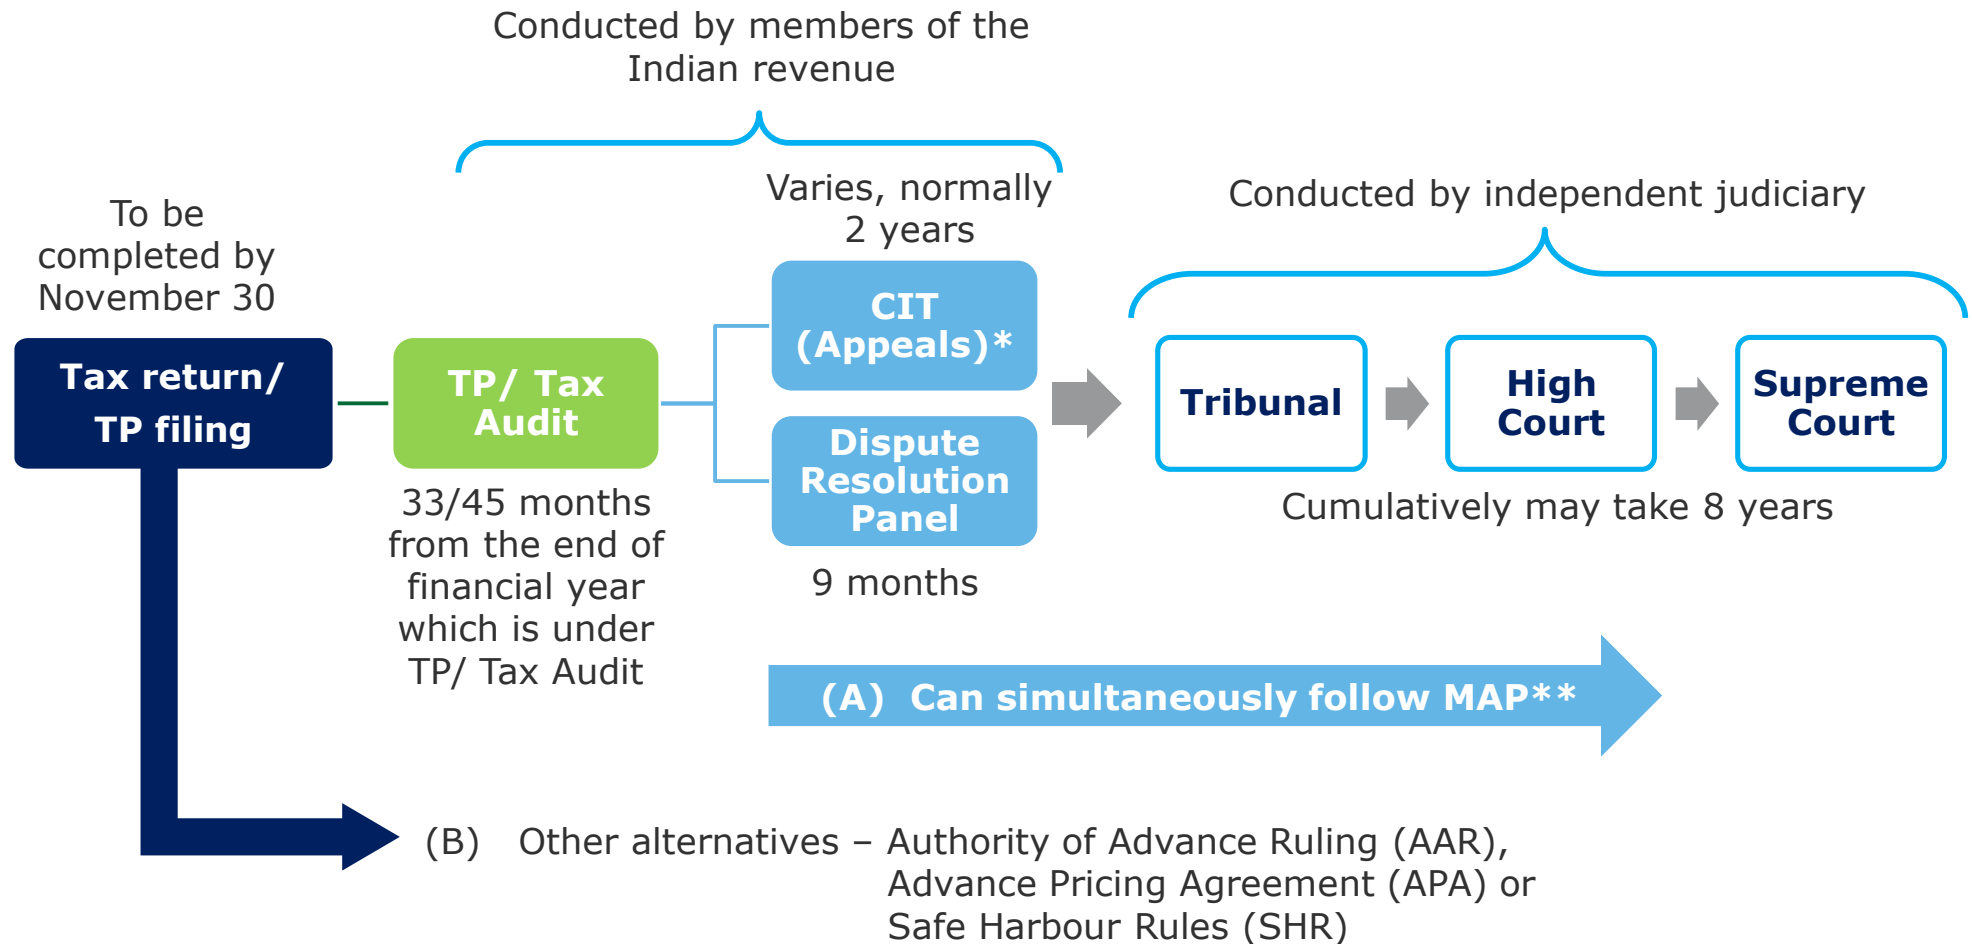 Conducted by members of the
Indian revenue
To be
completed by
November 30
Tax return/
TP filing
TP/ Tax
Audit
33/45 months
from the end of
financial year
which is under
TP/ Tax Audit
Varies, normally
2 years
CIT
(Appeals)*
Dispute
Resolution
Panel
9 months
Conducted by independent judiciary
Tribunal
High
Court
Supreme
Court
Cumulatively may take 8 years
(A) Can simultaneously follow MAP**
(B) Other alternatives – Authority of Advance Ruling (AAR),
Advance Pricing Agreement (APA) or
Safe Harbour Rules (SHR)